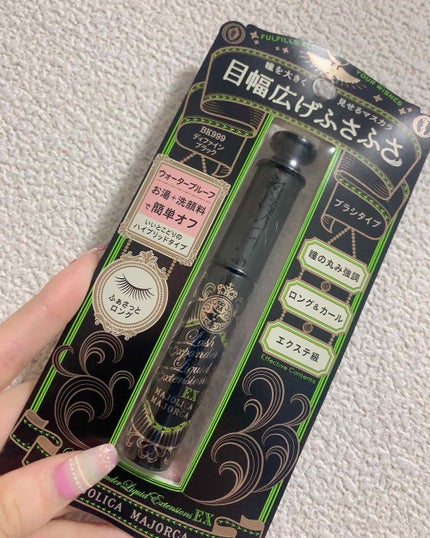 FULFILLS ALL YOUR WISHES
瞳を大きく 見せるマスカラ
目幅広げふさふさ
BK999
ディファイン
ブラック
ウォータープルーフ
お湯+洗顔料
で簡単オフ
いいとこどりの
ハイブリッドタイプ
ふぁさっと
ロング
ブラシタイプ
瞳の丸み強調
ロング&カール
エクステ級
Effective Contents
Lash
Expander
Liquid
Extensions
EX
MAJOLICA
MAJORCA
Liquid Extensions EX
MAJORCA